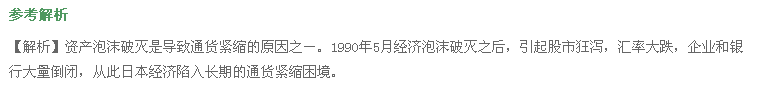 参考解析
【解析】资产泡沫破灭是导致通货紧缩的原因之一。1990年5月经济泡沫破灭之后，引起股市狂泻，汇率大跌，企业和银
行大量倒闭，从此日本经济陷入长期的通货紧缩困境。